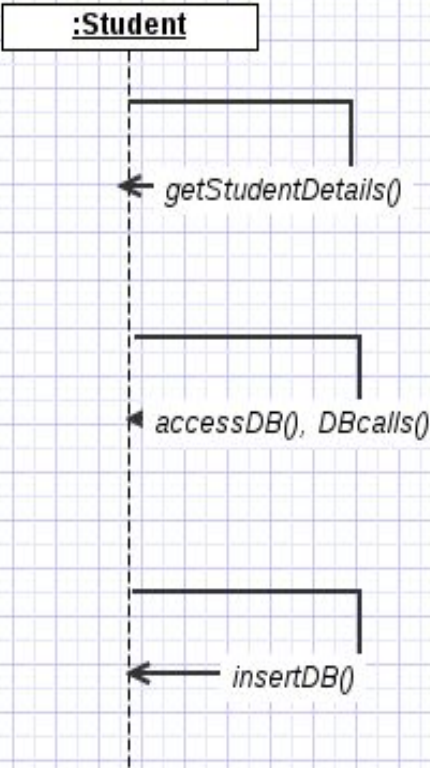 :Student
getStudentDetails()
accessDB(), DBcalls()
insertDB()